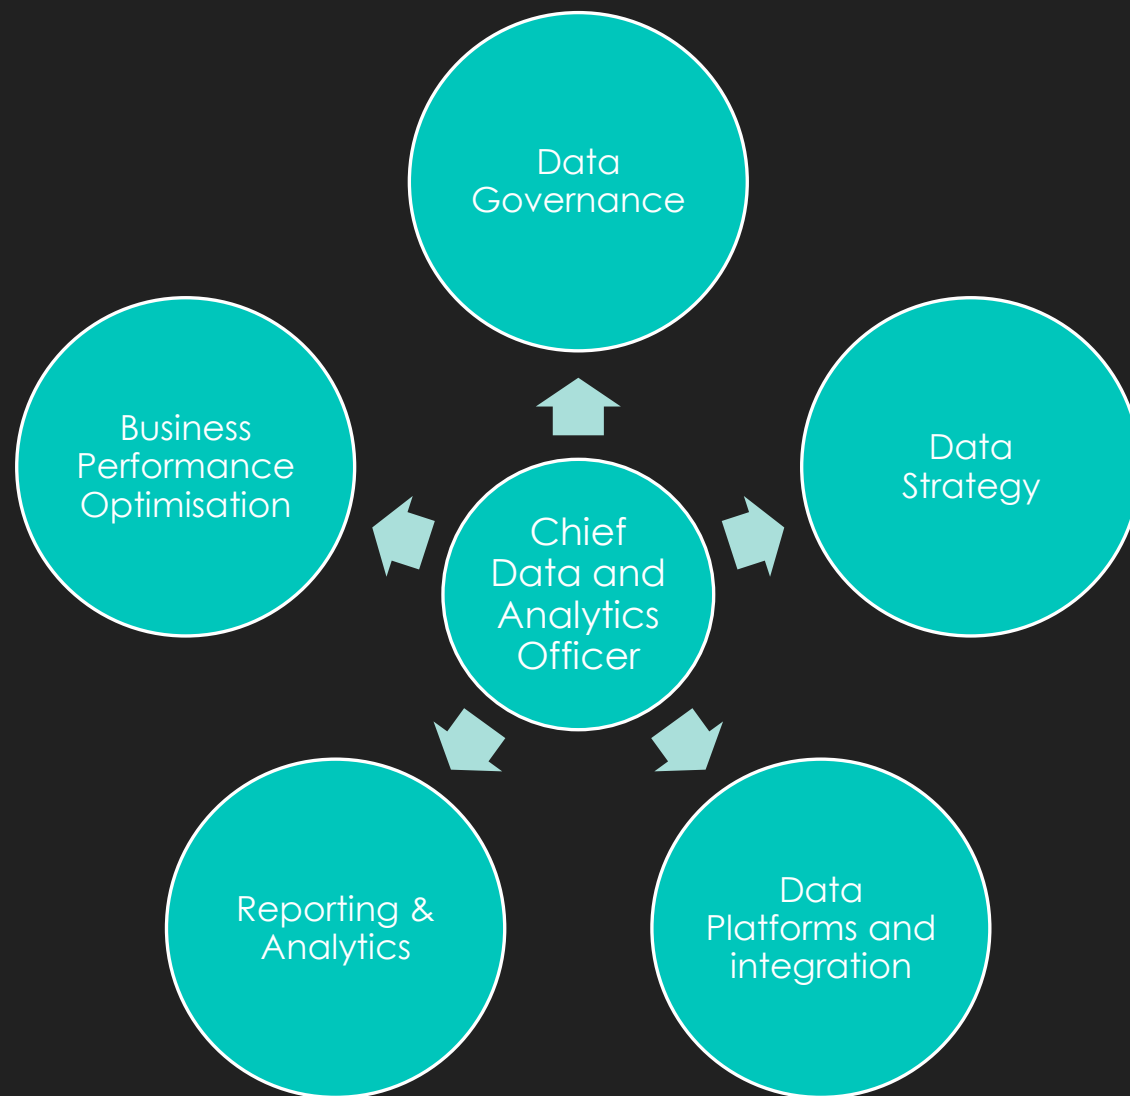 Data
Governance
Business
Performance
Optimisation
Data
Strategy
Chief
Data and
Analytics
Officer
Reporting &
Analytics
Data
Platforms and
integration